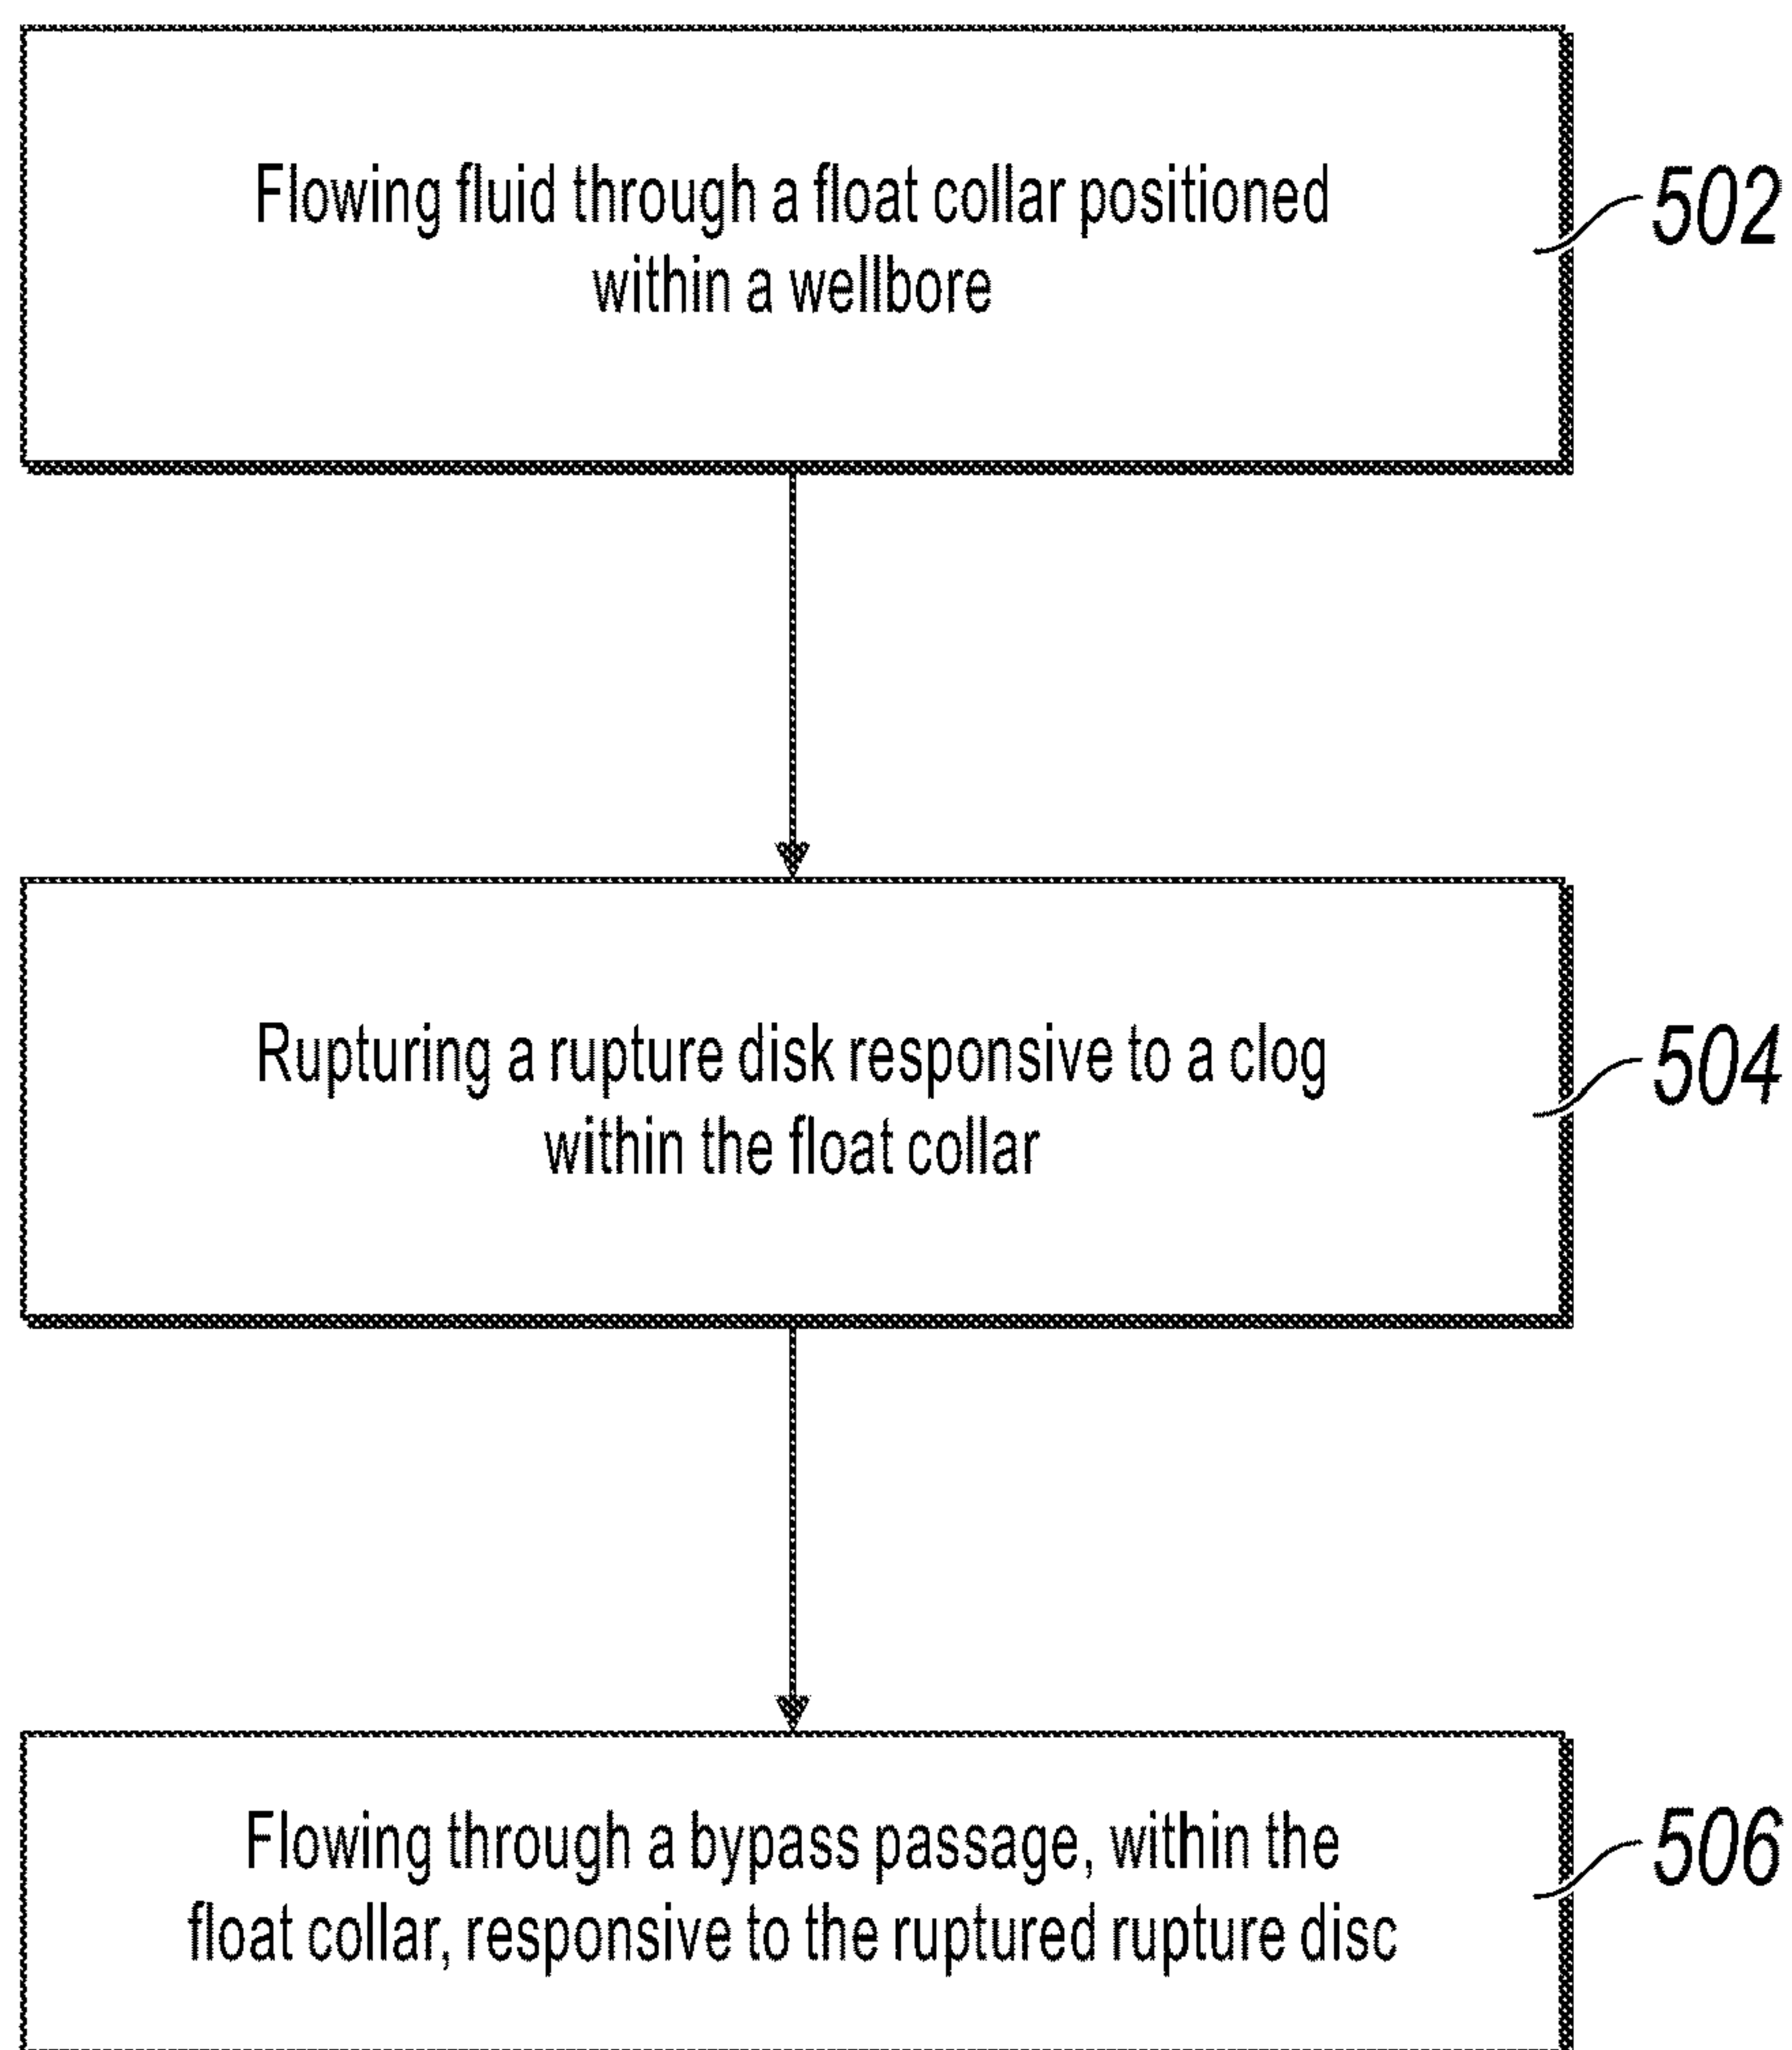 Flowing fluid through a float collar positioned
within a wellbore
502
Rupturing a rupture disk responsive to a clog
within the float collar
504
Flowing through a bypass passage, within the
float collar, responsive to the ruptured rupture disc
506